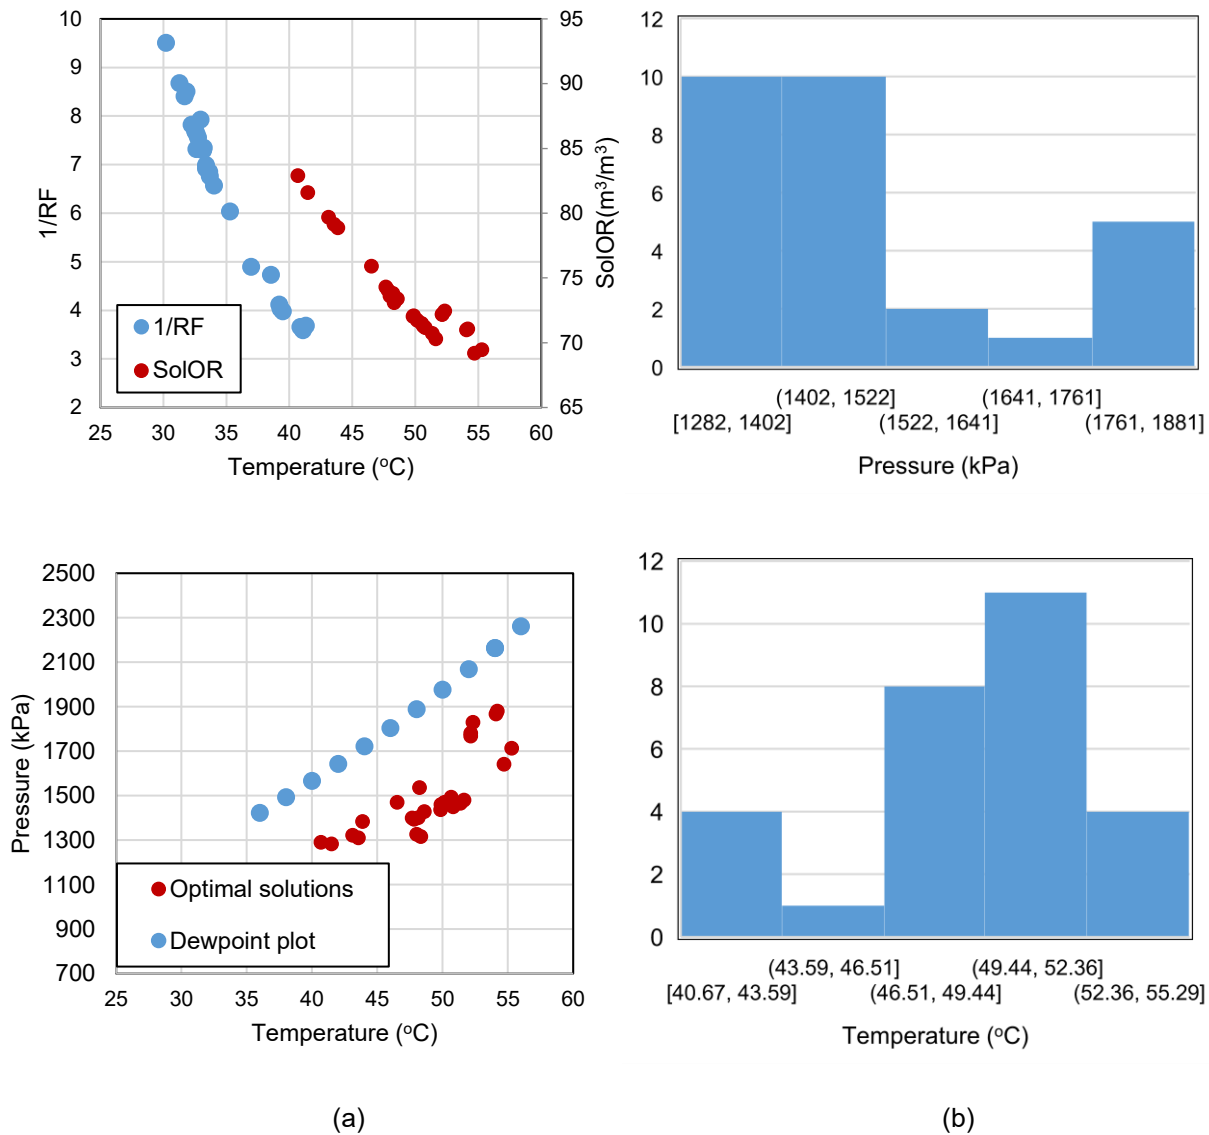 10
9
8
7
6
5
4
3
2
1/RF
95
90
85
80
75
70
65
SolOR(m³/m³)
1/RF
SolOR
25 30 35 40 45 50 55 60
Temperature (°C)
12
10
8
6
4
2
0
(1402, 1522] (1641, 1761]
[1282, 1402] (1522, 1641] (1761, 1881]
Pressure (kPa)
2500
2300
2100
1900
1700
1500
1300
1100
900
700
Pressure (kPa)
Optimal solutions
Dewpoint plot
25 30 35 40 45 50 55 60
Temperature (°C)
12
10
8
6
4
2
0
(43.59, 46.51] (49.44, 52.36]
[40.67, 43.59] (46.51, 49.44] (52.36, 55.29]
Temperature (°C)
(a) (b)